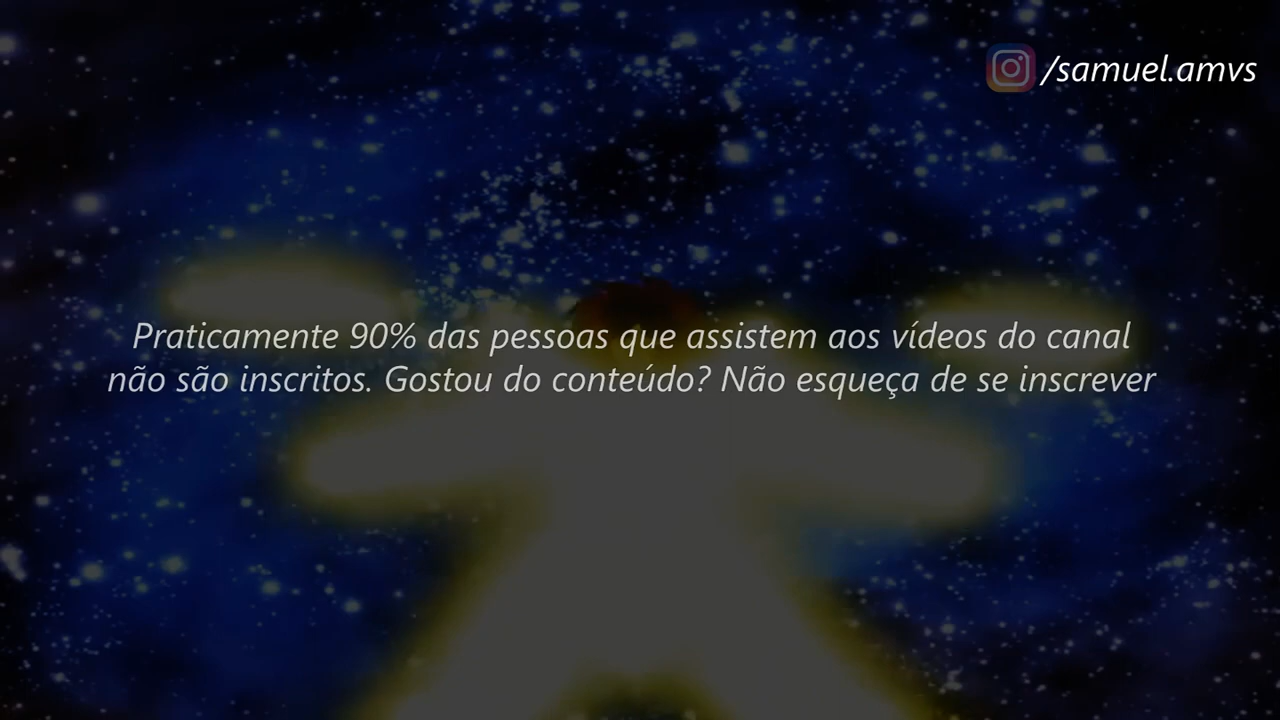 /samuel.amvs
Praticamente 90% das pessoas que assistem aos vídeos do canal
não são inscritos. Gostou do conteúdo? Não esqueça de se inscrever